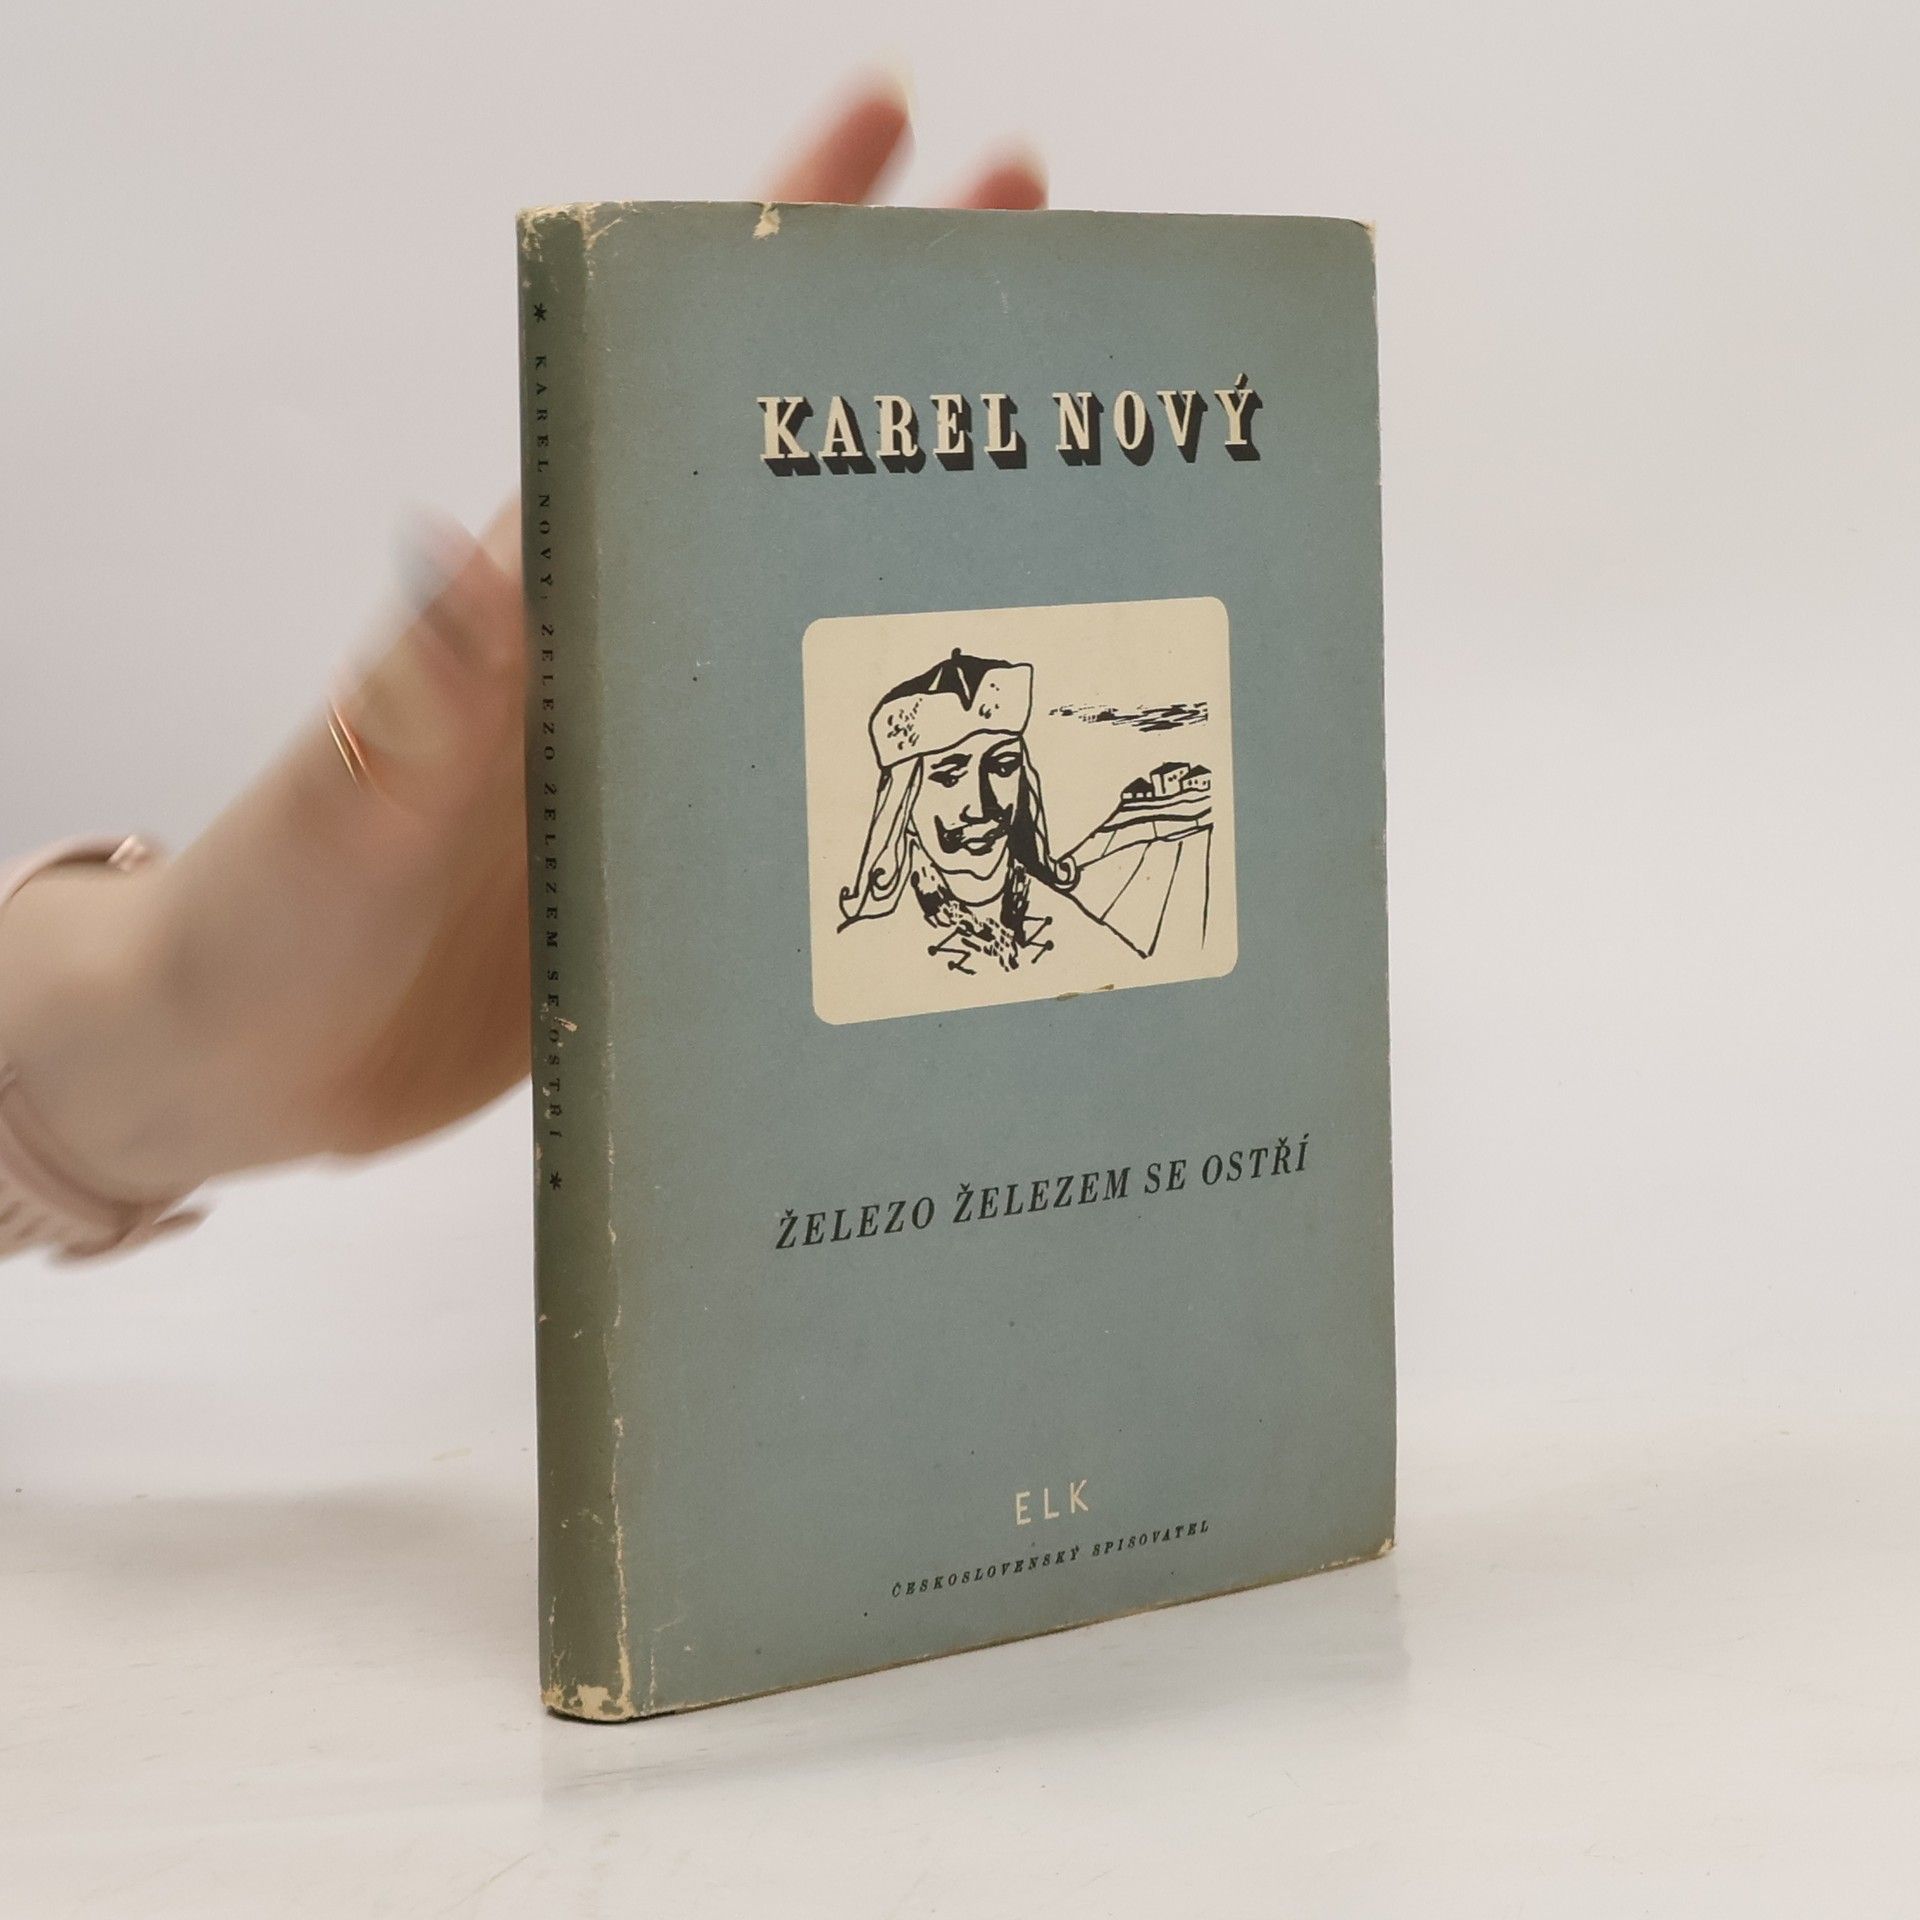 * KAREL NOVÝ: ŽELEZO ŽELEZEM SE OSTŘÍ *
KAREL NOVÝ
ŽELEZO ŽELEZEM SE OSTŘÍ
ELK
ČESKOSLOVENSKÝ SPISOVATEL